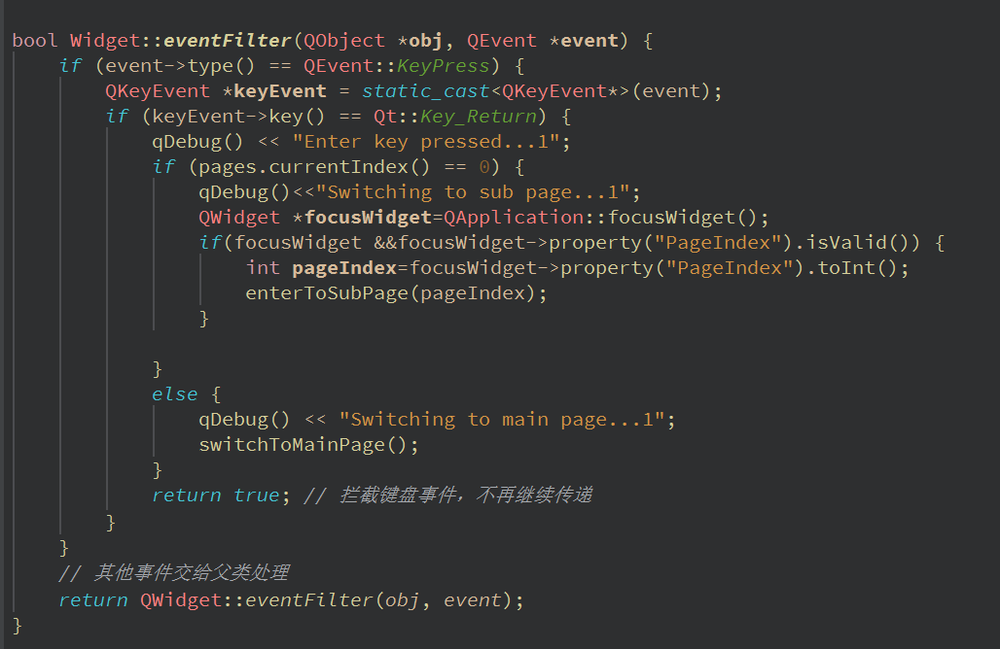 bool Widget::eventFilter(QObject *obj, QEvent *event) {
if (event->type() == QEvent::KeyPress) {
QKeyEvent *keyEvent = static_cast<QKeyEvent*>(event);
if (keyEvent->key() == Qt::Key_Return) {
qDebug() << "Enter key pressed...1";
if (pages.currentIndex() == 0) {
qDebug()<<"Switching to sub page...1";
QWidget *focusWidget=QApplication::focusWidget();
if(focusWidget &&focusWidget->property("PageIndex").isValid()) {
int pageIndex=focusWidget->property("PageIndex").toInt();
enterToSubPage(pageIndex);
}
}
else {
qDebug() << "Switching to main page...1";
switchToMainPage();
}
return true; // 拦截键盘事件，不再继续传递
}
}
// 其他事件交给父类处理
return QWidget::eventFilter(obj, event);
}